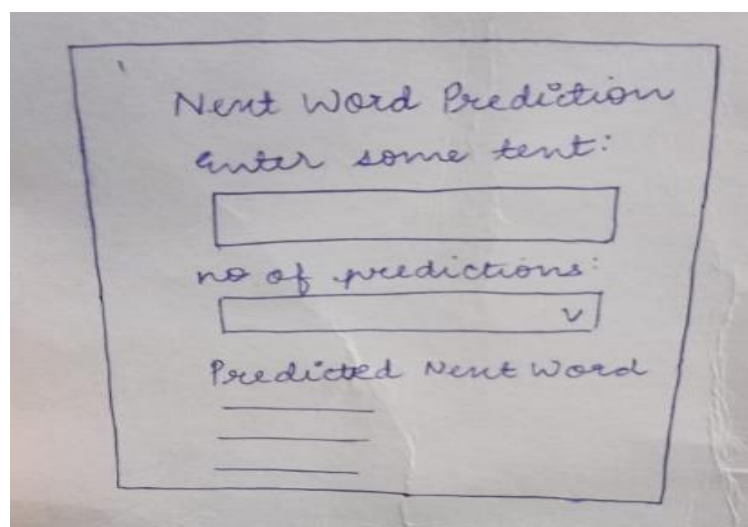 Next Word Prediction
Enter some text:
no of predictions:
Predicted Next Word